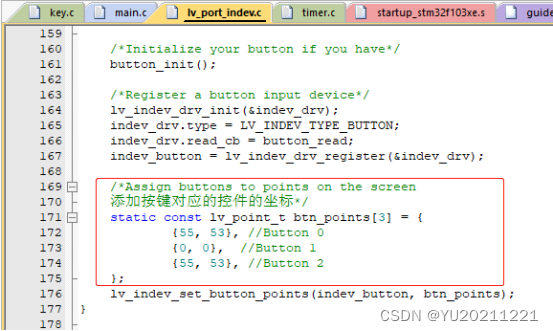 key.c main.c lv_port_indev.c timer.c startup_stm32f103xe.s guide
159
160 /*Initialize your button if you have*/
161 button_init();
162
163 /*Register a button input device*/
164 lv_indev_drv_init(&indev_drv);
165 indev_drv.type = LV_INDEV_TYPE_BUTTON;
166 indev_drv.read_cb = button_read;
167 indev_button = lv_indev_drv_register(&indev_drv);
168
169 /*Assign buttons to points on the screen
170 添加按键对应的控件的坐标*/
171 static const lv_point_t btn_points[3] = {
172 {55, 53}, //Button 0
173 {0, 0}, //Button 1
174 {55, 53}, //Button 2
175 };
176 lv_indev_set_button_points(indev_button, btn_points);
177 }
178
CSDN @YU20211221